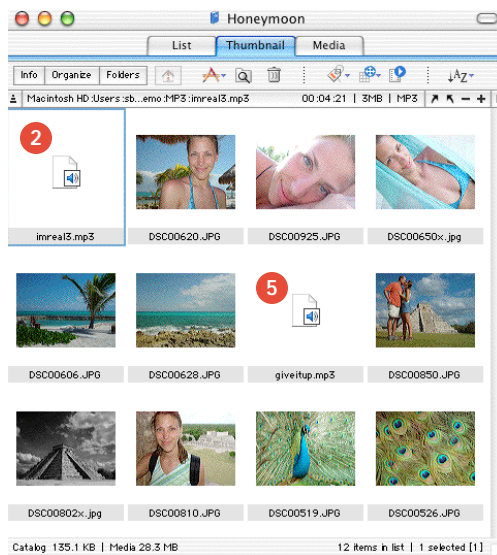 Honeymoon
List Thumbnail Media
Info Organize Folders
A Z
Macintosh HD:Users:sb...emo:MP3:imreal3.mp3 00:04:21 | 3MB | MP3
2
imreal3.mp3 DSC00620.JPG DSC00925.JPG DSC00650x.jpg
5
DSC00606.JPG DSC00628.JPG giveitup.mp3 DSC00850.JPG
DSC00802x.jpg DSC00810.JPG DSC00519.JPG DSC00526.JPG
Catalog 135.1 KB | Media 28.3 MB 12 items in list | 1 selected [1]